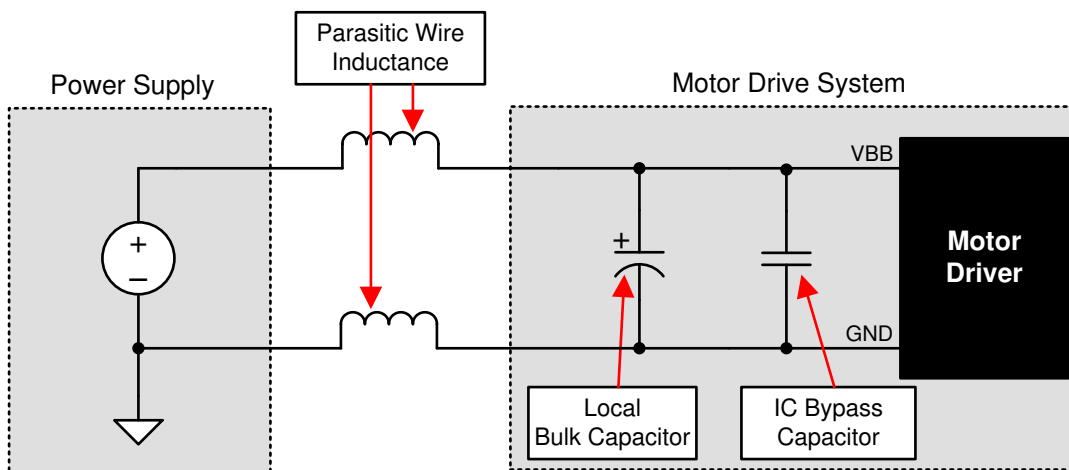 Parasitic Wire
Inductance
Power Supply
Motor Drive System
VBB
+
–
+
Motor
Driver
GND
Local
Bulk Capacitor
IC Bypass
Capacitor